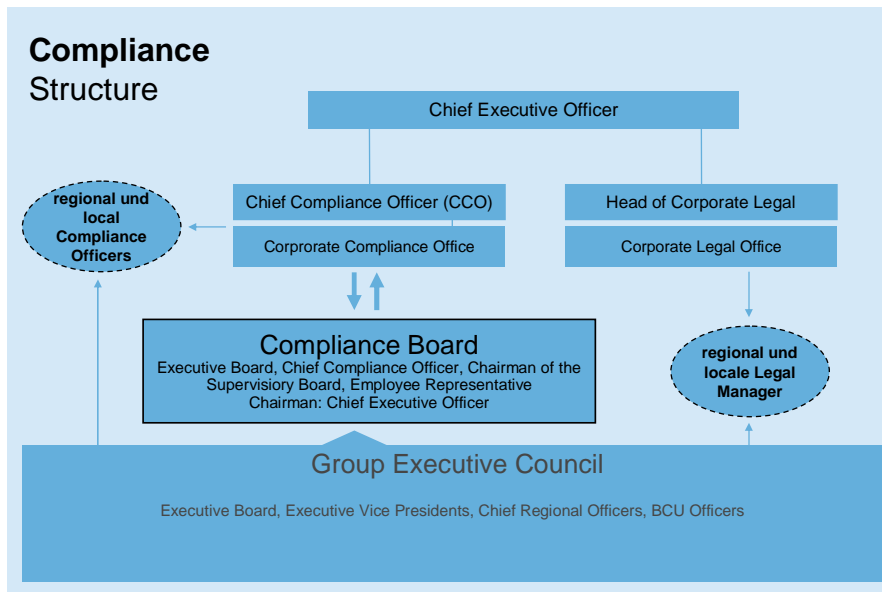 Compliance
Structure
Chief Executive Officer
regional und
local
Compliance
Officers
Chief Compliance Officer (CCO)
Head of Corporate Legal
Corprorate Compliance Office
Corporate Legal Office
Compliance Board
Executive Board, Chief Compliance Officer, Chairman of the
Supervisiory Board, Employee Representative
Chairman: Chief Executive Officer
regional und
locale Legal
Manager
Group Executive Council
Executive Board, Executive Vice Presidents, Chief Regional Officers, BCU Officers